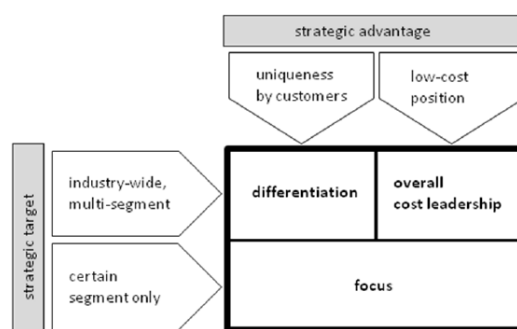 strategic advantage
uniqueness
by customers
low-cost
position
strategic target
industry-wide,
multi-segment
differentiation
overall
cost leadership
certain
segment only
focus